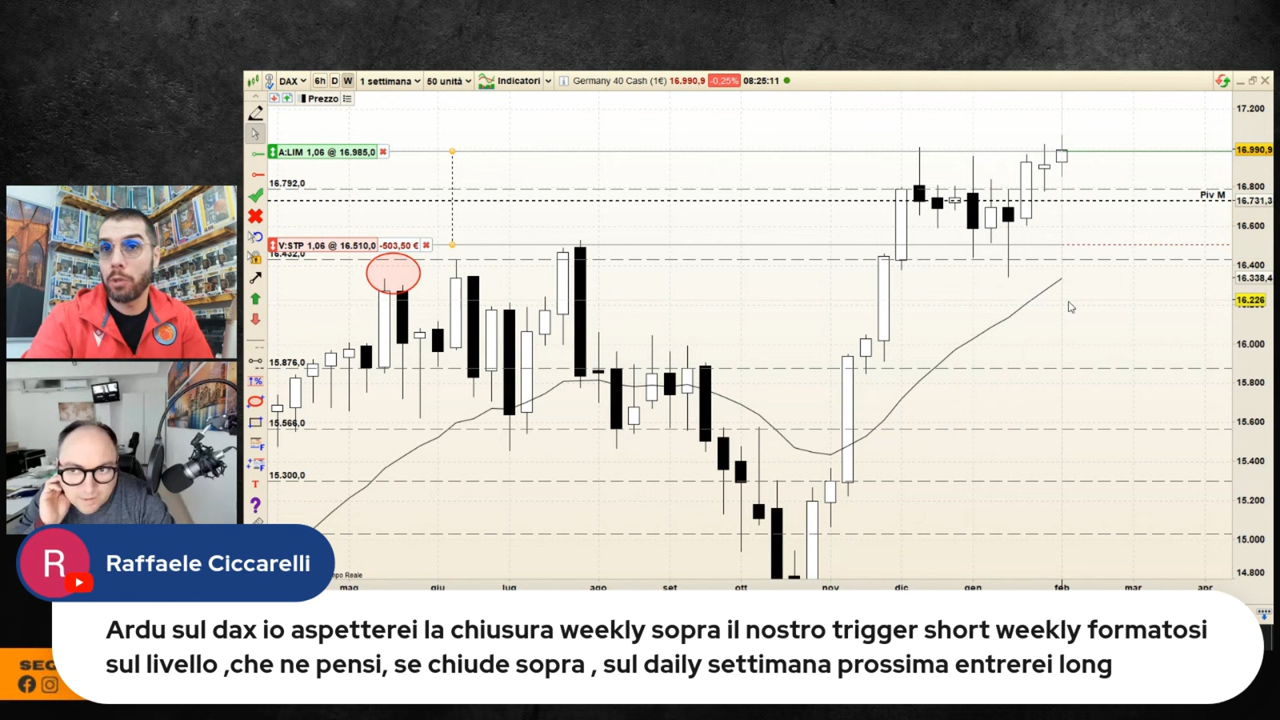 DAX 6h D W 1 settimana 50 unità Indicatori Germany 40 Cash (1€) 16.990,9 -0,25% 08:25:11
Prezzo
17.200
A:LIM 1,06 @ 16.985,0
16.990,9
16.792,0
16.800
Piv M
16.731,3
16.600
V:STP 1,06 @ 16.510,0 -503,50 €
16.432,0
16.400
16.338,4
16.226
16.000
15.876,0
15.800
15.566,0
15.600
15.400
15.300,0
15.200
15.000
14.800
mag giu lug ago set ott nov dic gen feb mar apr
R
Raffaele Ciccarelli
Ardu sul dax io aspetterei la chiusura weekly sopra il nostro trigger short weekly formatosi
sul livello ,che ne pensi, se chiude sopra , sul daily settimana prossima entrerei long